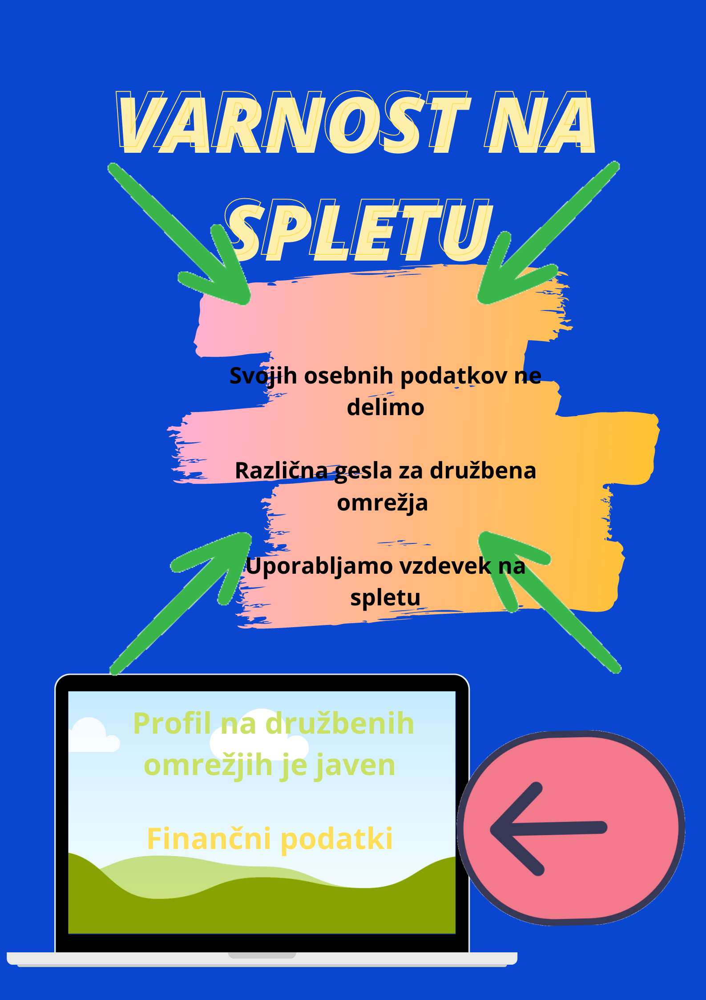 VARNOST NA
SPLETU
Svojih osebnih podatkov ne
delimo
Različna gesla za družbena
omrežja
Uporabljamo vzdevek na
spletu
Profil na družbenih
omrežjih je javen
Finančni podatki